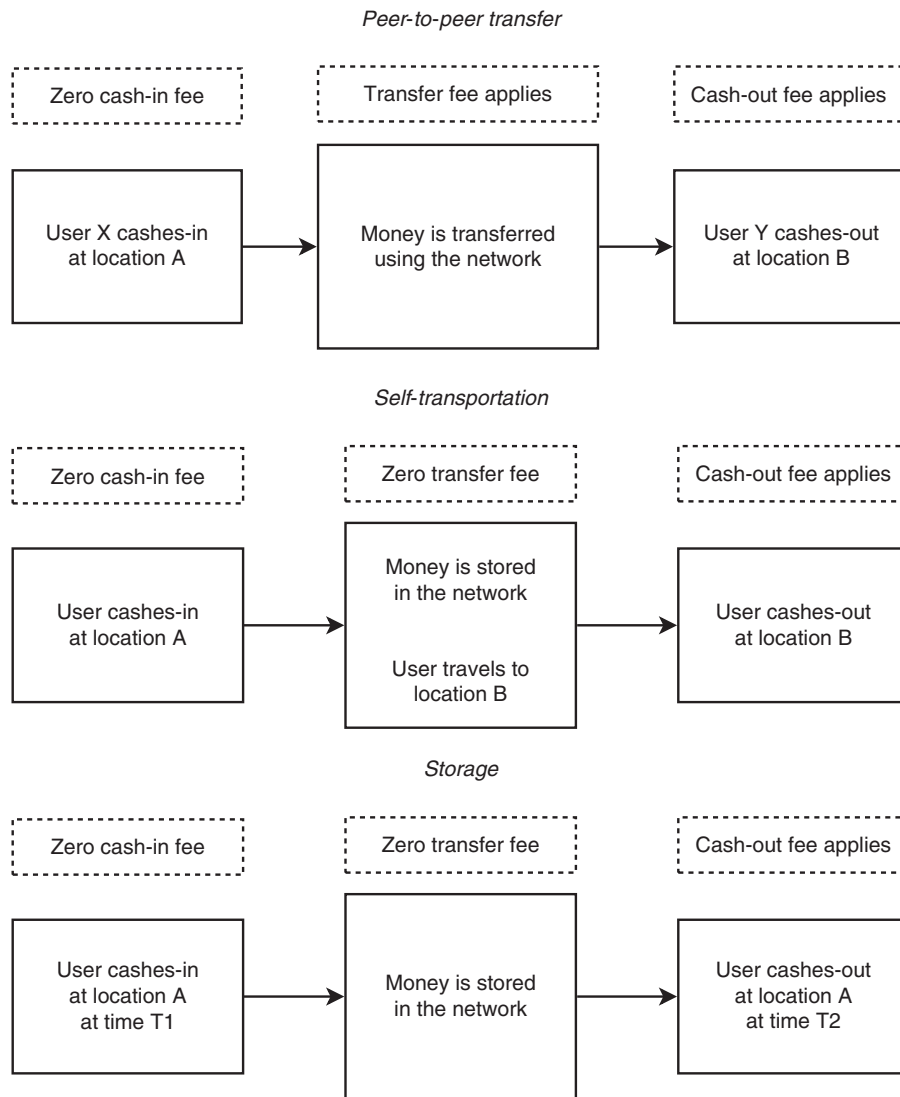 Peer-to-peer transfer
Zero cash-in fee
Transfer fee applies
Cash-out fee applies
User X cashes-in
at location A
Money is transferred
using the network
User Y cashes-out
at location B
Self-transportation
Zero cash-in fee
Zero transfer fee
Cash-out fee applies
User cashes-in
at location A
Money is stored
in the network
User travels to
location B
User cashes-out
at location B
Storage
Zero cash-in fee
Zero transfer fee
Cash-out fee applies
User cashes-in
at location A
at time T1
Money is stored
in the network
User cashes-out
at location A
at time T2